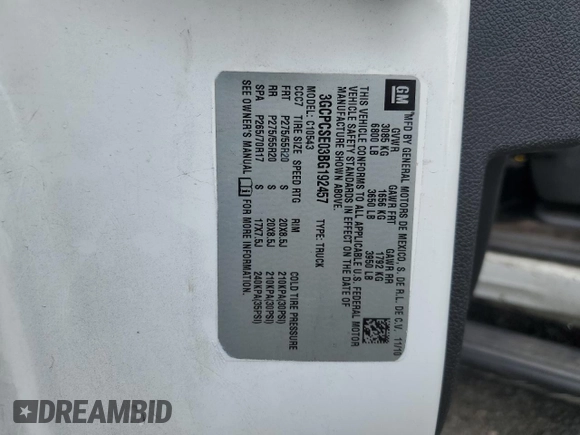 GM
MFD BY GENERAL MOTORS DE MEXICO, S. DE R.L. DE C.V. 11/10
GVWR GAWR FRT GAWR RR
3085 KG 1656 KG 1792 KG
6800 LB 3650 LB 3950 LB
THIS VEHICLE CONFORMS TO ALL APPLICABLE U.S. FEDERAL MOTOR
VEHICLE SAFETY STANDARDS IN EFFECT ON THE DATE OF
MANUFACTURE SHOWN ABOVE.
3GCPCSE03BG192457 TYPE: TRUCK
MODEL: C10543
CCC7 TIRE SIZE SPEED RTG RIM COLD TIRE PRESSURE
FRT P275/55R20 S 20X8.5J 210KPA(30PSI)
RR P275/55R20 S 20X8.5J 210KPA(30PSI)
SPA P265/70R17 S 17X7.5J 240KPA(35PSI)
SEE OWNER'S MANUAL FOR MORE INFORMATION
DREAMBID